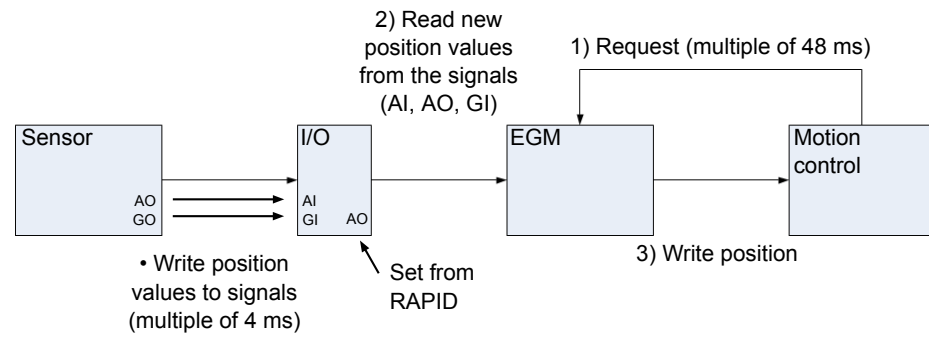 2) Read new
position values
from the signals
(AI, AO, GI)
1) Request (multiple of 48 ms)
Sensor
AO
GO
I/O
AI
GI
AO
EGM
Motion
control
• Write position
values to signals
(multiple of 4 ms)
Set from
RAPID
3) Write position